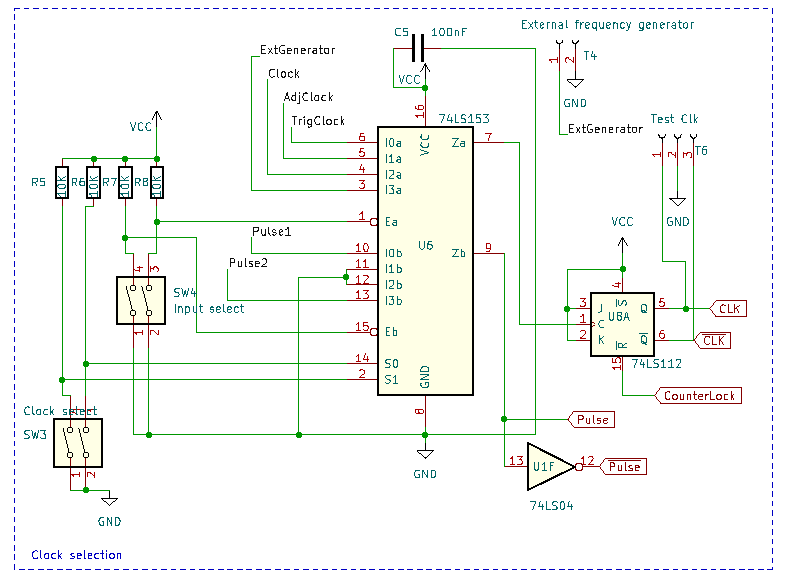 External frequency generator
C5 100nF
ExtGenerator
Clock
AdjClock
TrigClock
VCC
16
74LS153
1
2
T4
GND
ExtGenerator
Test Clk
1
2
3
T6
GND
VCC
R5
10K
R6
10K
R7
10K
R8
10K
6 I0a
5 I1a
4 I2a
3 I3a
1 Ea
Pulse1
10 I0b
11 I1b
12 I2b
Pulse2
13 I3b
15 Eb
14 S0
2 S1
VCC
Za 7
U6
Zb 9
GND
8
GND
4
3
SW4
Input select
1
2
Clock select
4
3
SW3
1
2
GND
VCC
4
S
3 J
1 C
2 K
U8A
Q 5
Q 6
R
15
74LS112
CLK
CLK
CounterLock
Pulse
13 U1F 12
Pulse
74LS04
Clock selection